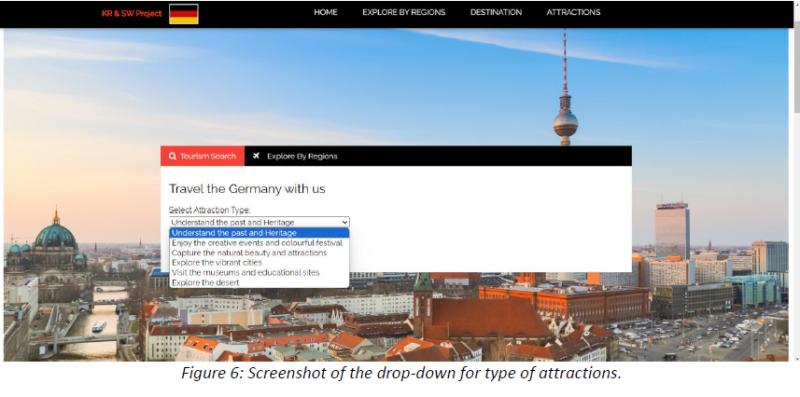 KR & SW Project
HOME EXPLORE BY REGIONS DESTINATION ATTRACTIONS
Tourism Search Explore By Regions
Travel the Germany with us
Select Attraction Type:
Understand the past and Heritage
Understand the past and Heritage
Enjoy the creative events and colourful festival
Capture the natural beauty and attractions
Explore the vibrant cities
Visit the museums and educational sites
Explore the desert
Figure 6: Screenshot of the drop-down for type of attractions.